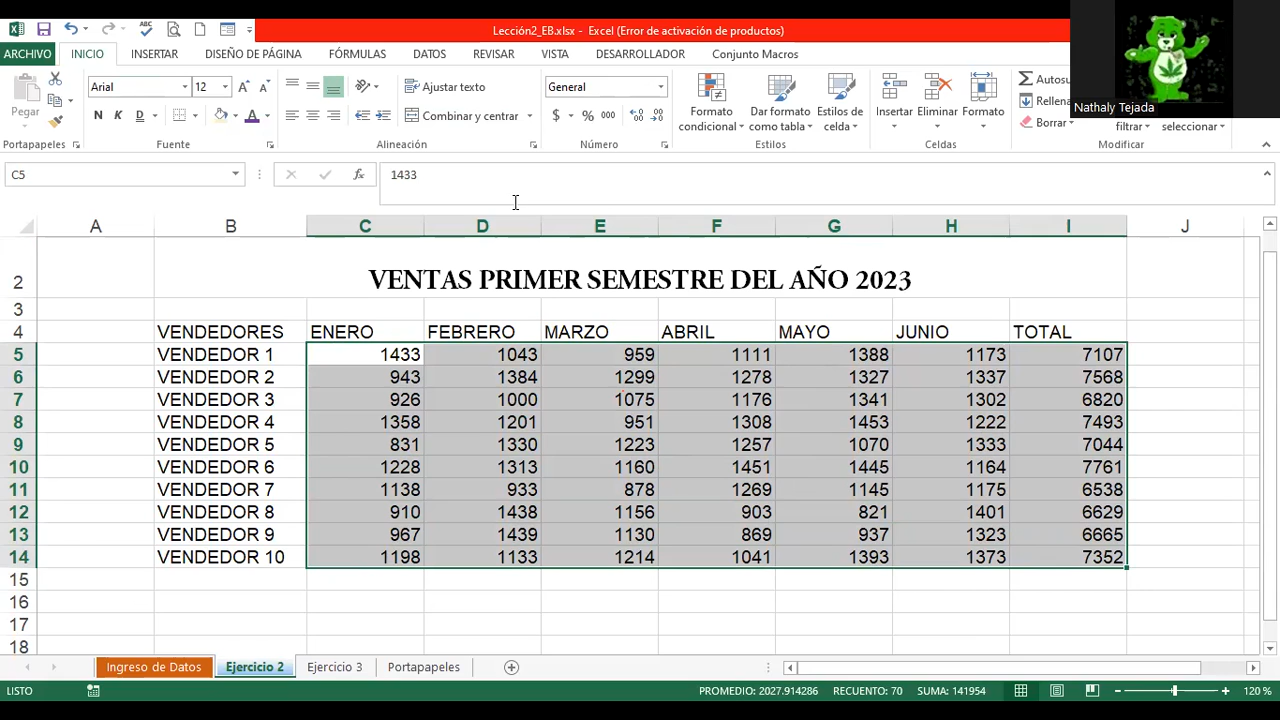 Lección2_EB.xlsx - Excel (Error de activación de productos)
Nathaly Tejada
ARCHIVO INICIO INSERTAR DISEÑO DE PÁGINA FÓRMULAS DATOS REVISAR VISTA DESARROLLADOR Conjunto Macros
Pegar
Arial 12
N K D
Ajustar texto
Combinar y centrar
General
$ % 000
Formato condicional
Dar formato como tabla
Estilos de celda
Insertar Eliminar Formato
Autosu
Rellena
Borrar
filtrar
seleccionar
Portapapeles Fuente Alineación Número Estilos Celdas Modificar
C5 fx 1433
A B C D E F G H I J
2 VENTAS PRIMER SEMESTRE DEL AÑO 2023
3
4 VENDEDORES ENERO FEBRERO MARZO ABRIL MAYO JUNIO TOTAL
5 VENDEDOR 1 1433 1043 959 1111 1388 1173 7107
6 VENDEDOR 2 943 1384 1299 1278 1327 1337 7568
7 VENDEDOR 3 926 1000 1075 1176 1341 1302 6820
8 VENDEDOR 4 1358 1201 951 1308 1453 1222 7493
9 VENDEDOR 5 831 1330 1223 1257 1070 1333 7044
10 VENDEDOR 6 1228 1313 1160 1451 1445 1164 7761
11 VENDEDOR 7 1138 933 878 1269 1145 1175 6538
12 VENDEDOR 8 910 1438 1156 903 821 1401 6629
13 VENDEDOR 9 967 1439 1130 869 937 1323 6665
14 VENDEDOR 10 1198 1133 1214 1041 1393 1373 7352
15
16
17
18
Ingreso de Datos Ejercicio 2 Ejercicio 3 Portapapeles
LISTO PROMEDIO: 2027.914286 RECUENTO: 70 SUMA: 141954 120 %